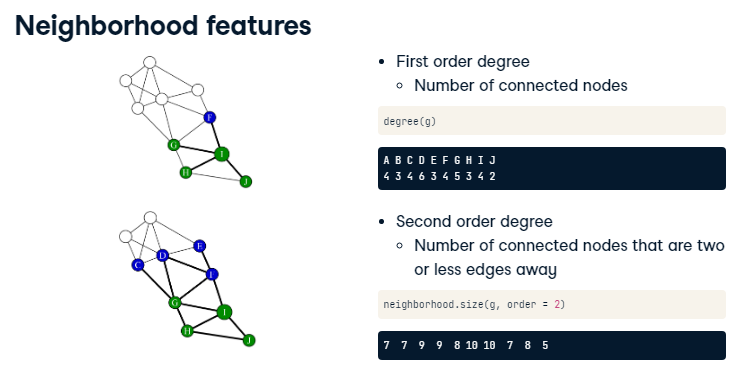 Neighborhood features
First order degree
Number of connected nodes
degree(g)
A B C D E F G H I J
4 3 4 6 3 4 5 3 4 2
F
G
I
H
J
Second order degree
Number of connected nodes that are two
or less edges away
neighborhood.size(g, order = 2)
7 7 9 9 8 10 10 7 8 5
E
D
C
G
I
H
J